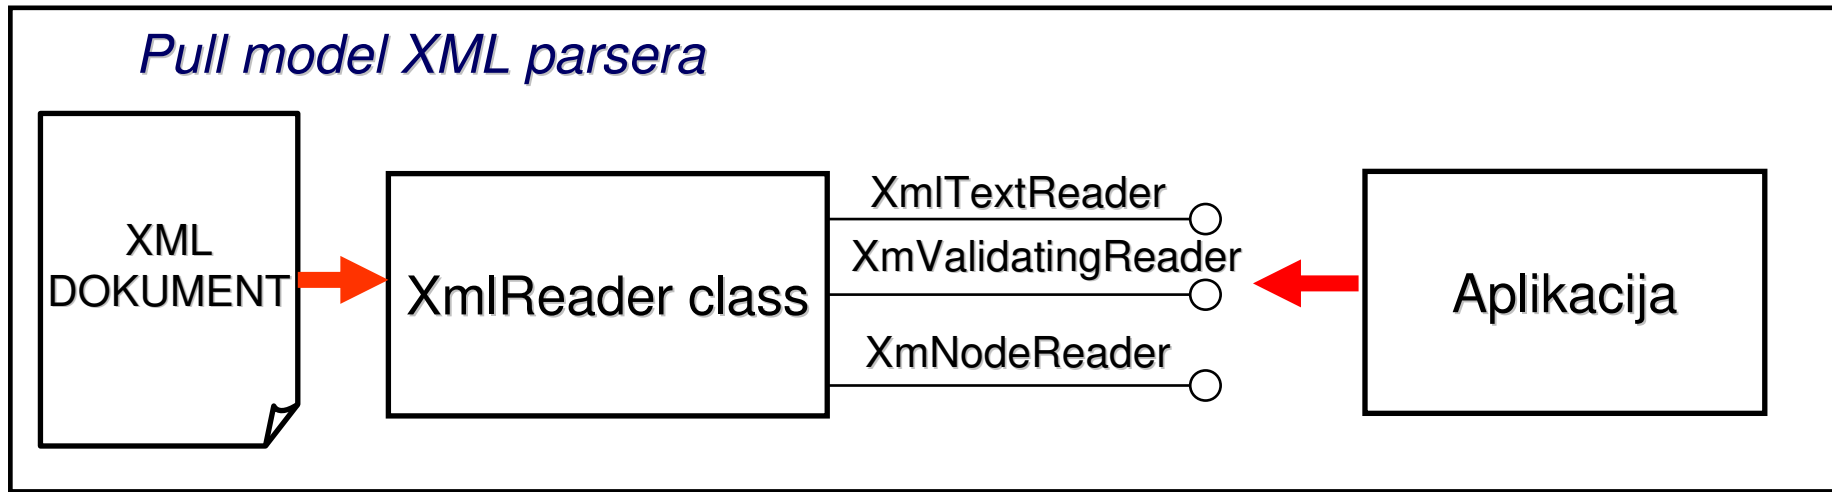 Pull model XML parsera
XML
DOKUMENT
XmlReader class
XmlTextReader
XmValidatingReader
XmNodeReader
Aplikacija